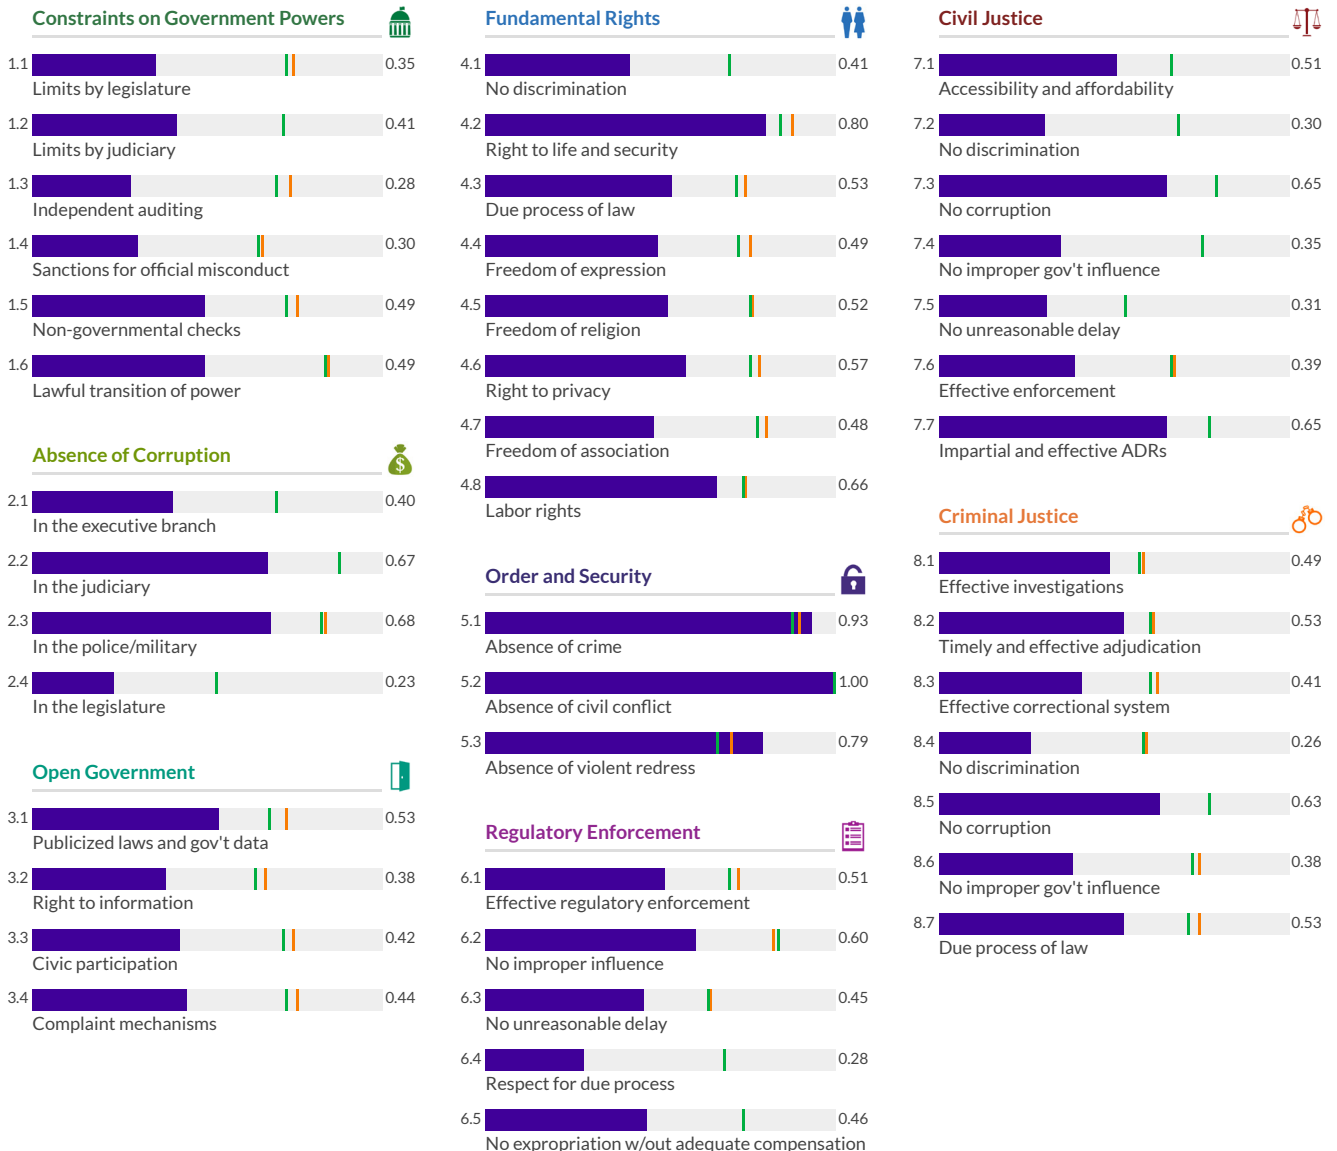 Constraints on Government Powers
1.1 0.35
Limits by legislature
1.2 0.41
Limits by judiciary
1.3 0.28
Independent auditing
1.4 0.30
Sanctions for official misconduct
1.5 0.49
Non-governmental checks
1.6 0.49
Lawful transition of power
Absence of Corruption
$
2.1 0.40
In the executive branch
2.2 0.67
In the judiciary
2.3 0.68
In the police/military
2.4 0.23
In the legislature
Open Government
3.1 0.53
Publicized laws and gov't data
3.2 0.38
Right to information
3.3 0.42
Civic participation
3.4 0.44
Complaint mechanisms
Fundamental Rights
4.1 0.41
No discrimination
4.2 0.80
Right to life and security
4.3 0.53
Due process of law
4.4 0.49
Freedom of expression
4.5 0.52
Freedom of religion
4.6 0.57
Right to privacy
4.7 0.48
Freedom of association
4.8 0.66
Labor rights
Order and Security
5.1 0.93
Absence of crime
5.2 1.00
Absence of civil conflict
5.3 0.79
Absence of violent redress
Regulatory Enforcement
6.1 0.51
Effective regulatory enforcement
6.2 0.60
No improper influence
6.3 0.45
No unreasonable delay
6.4 0.28
Respect for due process
6.5 0.46
No expropriation w/out adequate compensation
Civil Justice
7.1 0.51
Accessibility and affordability
7.2 0.30
No discrimination
7.3 0.65
No corruption
7.4 0.35
No improper gov't influence
7.5 0.31
No unreasonable delay
7.6 0.39
Effective enforcement
7.7 0.65
Impartial and effective ADRs
Criminal Justice
8.1 0.49
Effective investigations
8.2 0.53
Timely and effective adjudication
8.3 0.41
Effective correctional system
8.4 0.26
No discrimination
8.5 0.63
No corruption
8.6 0.38
No improper gov't influence
8.7 0.53
Due process of law